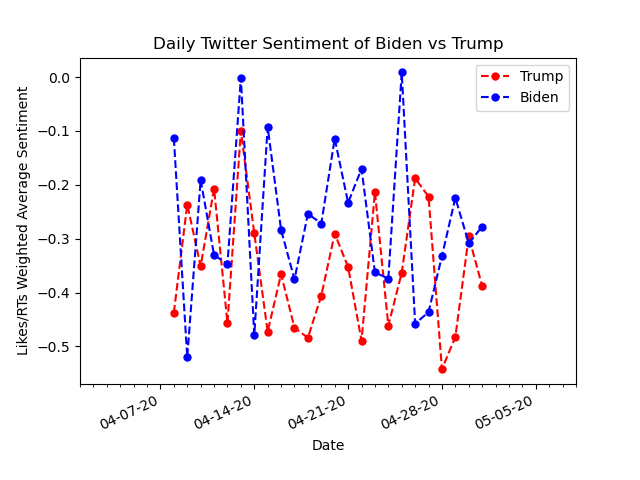 Daily Twitter Sentiment of Biden vs Trump
Trump
Biden
Likes/RTs Weighted Average Sentiment
0.0
−0.1
−0.2
−0.3
−0.4
−0.5
04-07-20
04-14-20
04-21-20
04-28-20
05-05-20
Date